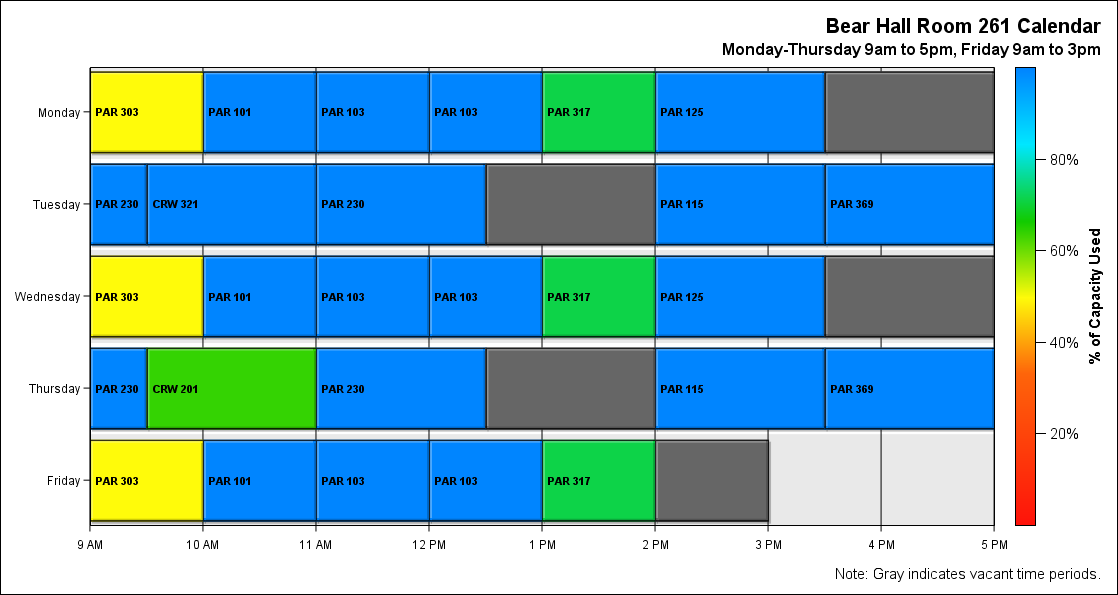 Bear Hall Room 261 Calendar
Monday-Thursday 9am to 5pm, Friday 9am to 3pm
Monday
PAR 303
PAR 101
PAR 103
PAR 103
PAR 317
PAR 125
Tuesday
PAR 230
CRW 321
PAR 230
PAR 115
PAR 369
Wednesday
PAR 303
PAR 101
PAR 103
PAR 103
PAR 317
PAR 125
Thursday
PAR 230
CRW 201
PAR 230
PAR 115
PAR 369
Friday
PAR 303
PAR 101
PAR 103
PAR 103
PAR 317
9 AM
10 AM
11 AM
12 PM
1 PM
2 PM
3 PM
4 PM
5 PM
80%
60%
40%
20%
% of Capacity Used
Note: Gray indicates vacant time periods.